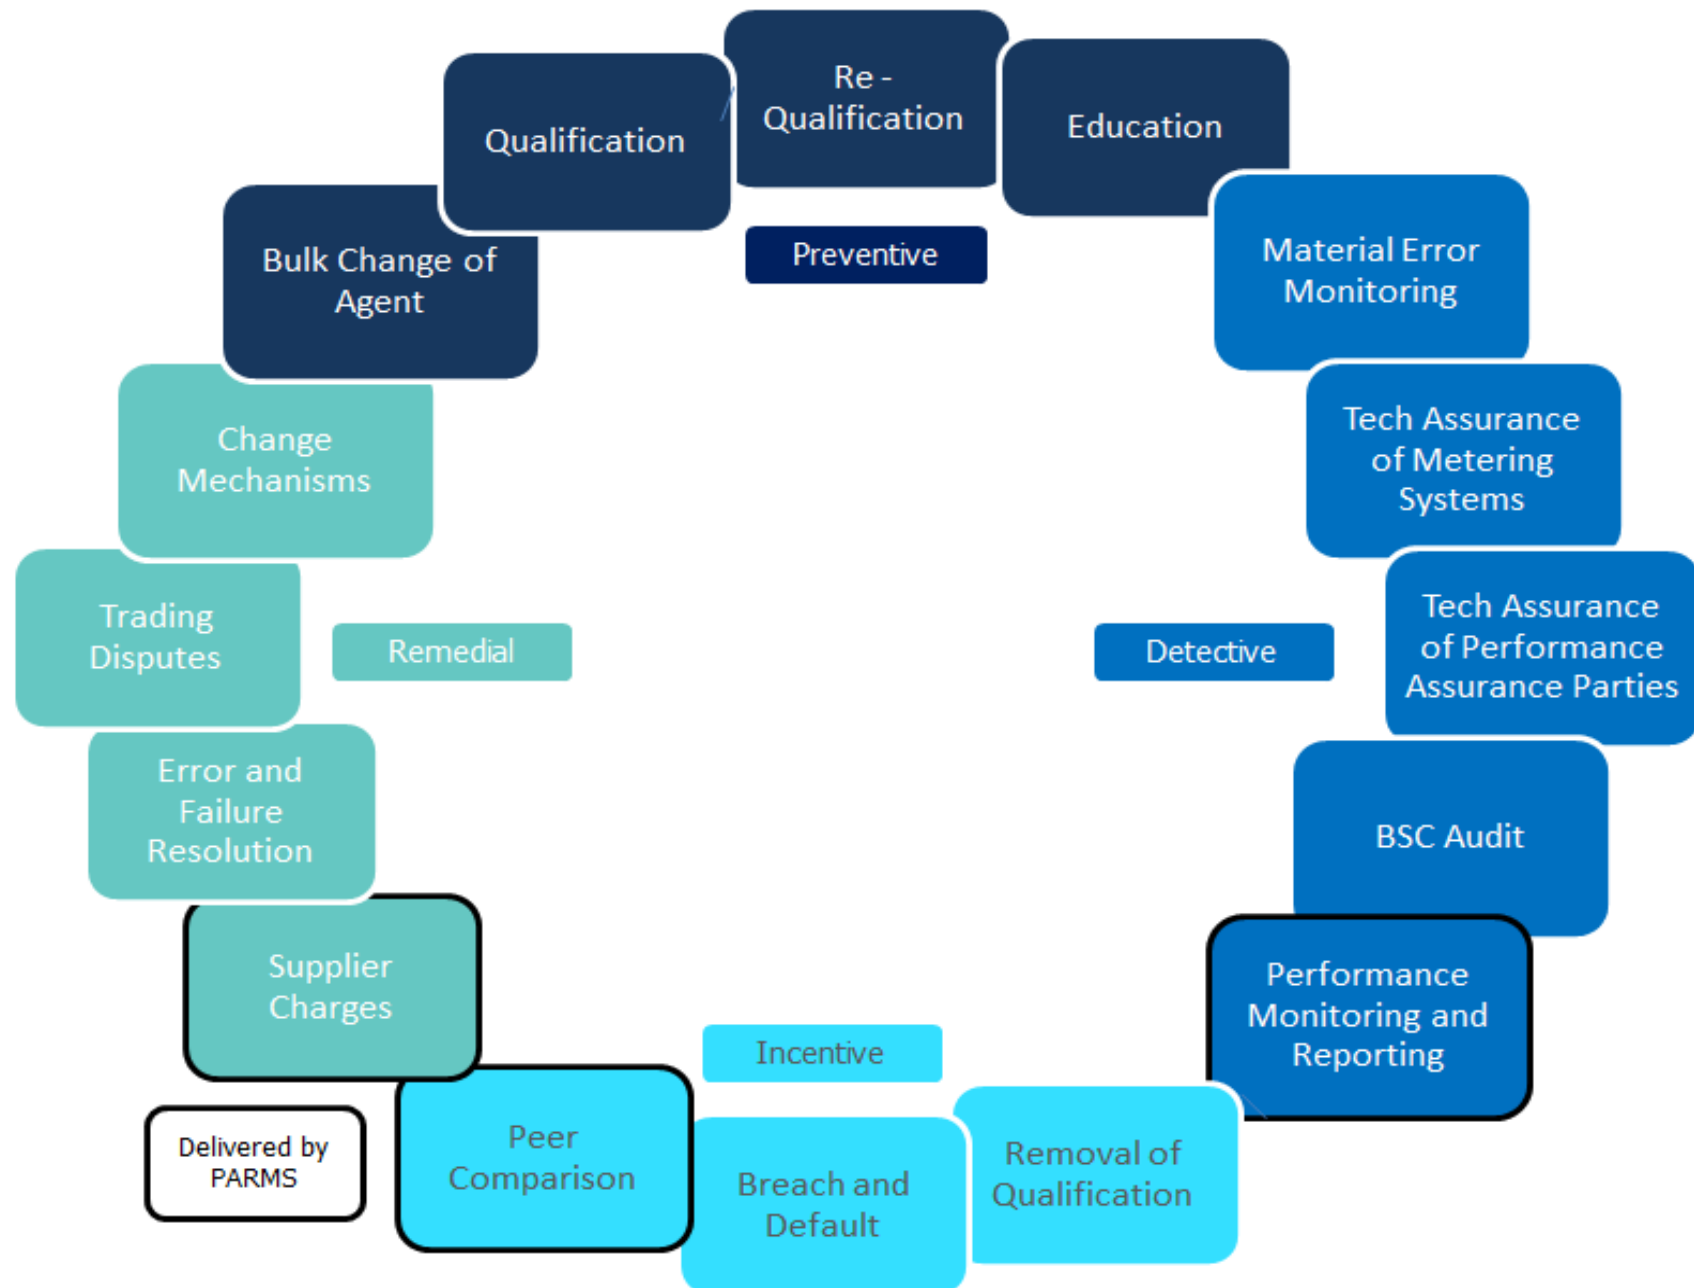 Re -
Qualification
Education
Qualification
Preventive
Bulk Change of
Agent
Material Error
Monitoring
Change
Mechanisms
Tech Assurance
of Metering
Systems
Trading
Disputes
Remedial
Detective
Tech Assurance
of Performance
Assurance Parties
Error and
Failure
Resolution
BSC Audit
Supplier
Charges
Performance
Monitoring and
Reporting
Incentive
Delivered by
PARMS
Peer
Comparison
Breach and
Default
Removal of
Qualification